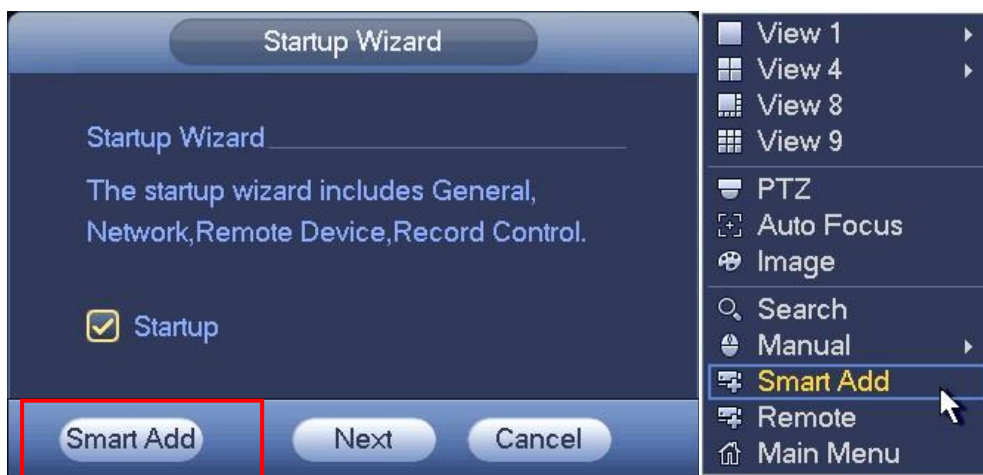 Startup Wizard
Startup Wizard
The startup wizard includes General,
Network,Remote Device,Record Control.
Startup
Smart Add
Next
Cancel
View 1
View 4
View 8
View 9
PTZ
Auto Focus
Image
Search
Manual
Smart Add
Remote
Main Menu